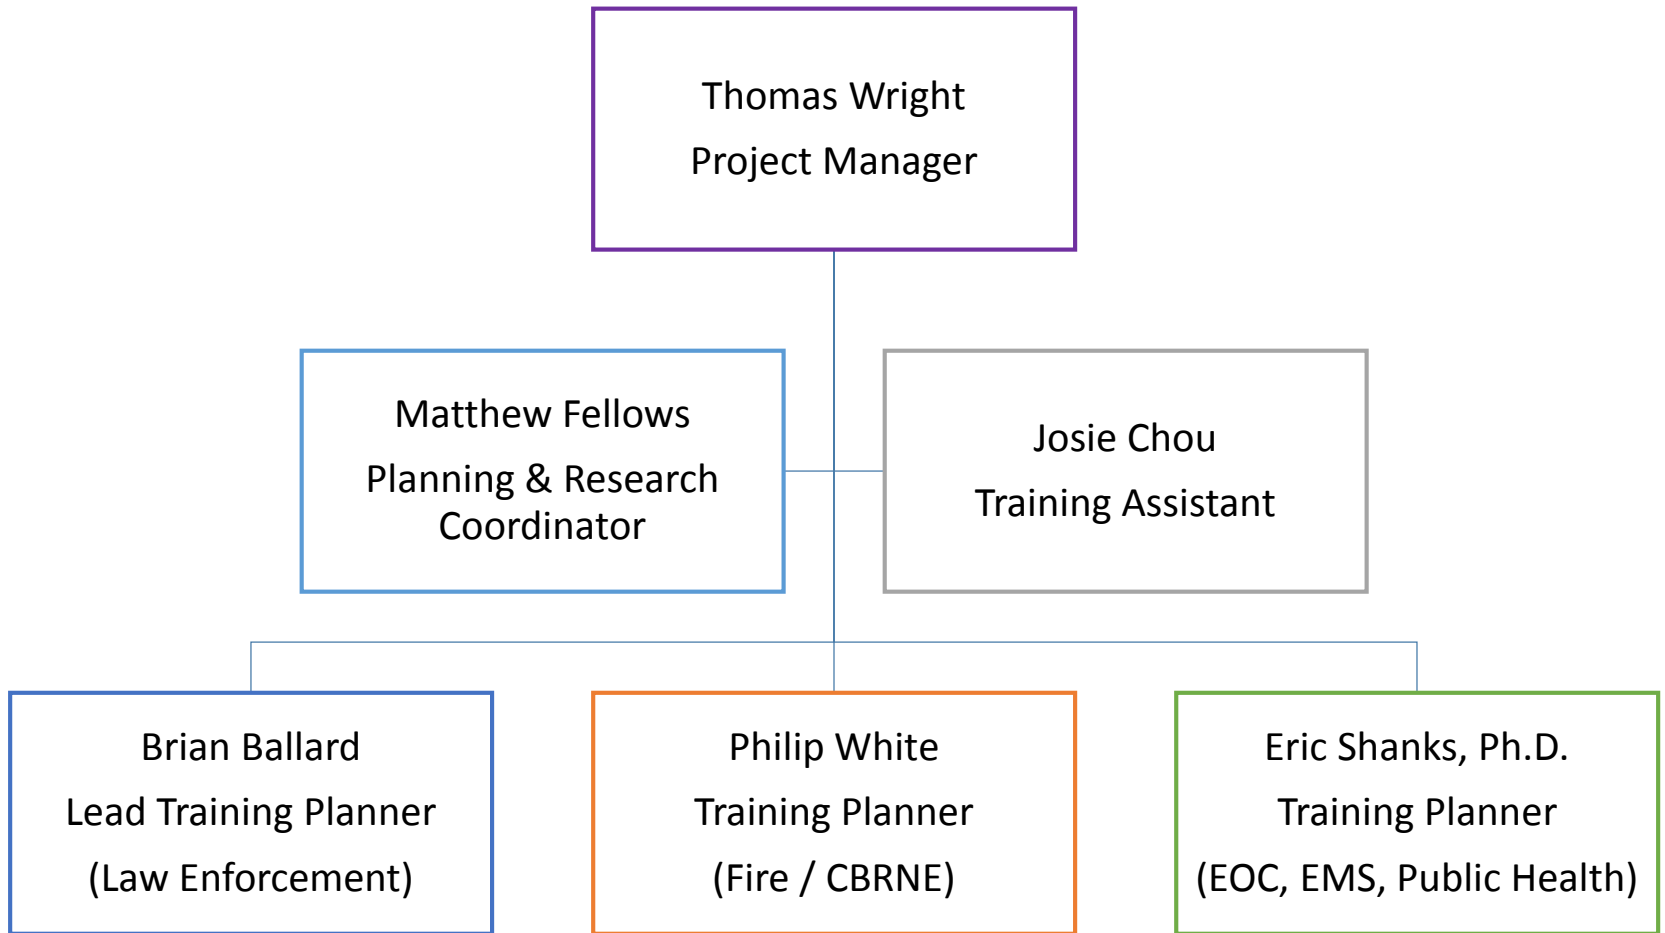 Thomas Wright
Project Manager
Matthew Fellows
Planning & Research
Coordinator
Josie Chou
Training Assistant
Brian Ballard
Lead Training Planner
(Law Enforcement)
Philip White
Training Planner
(Fire / CBRNE)
Eric Shanks, Ph.D.
Training Planner
(EOC, EMS, Public Health)